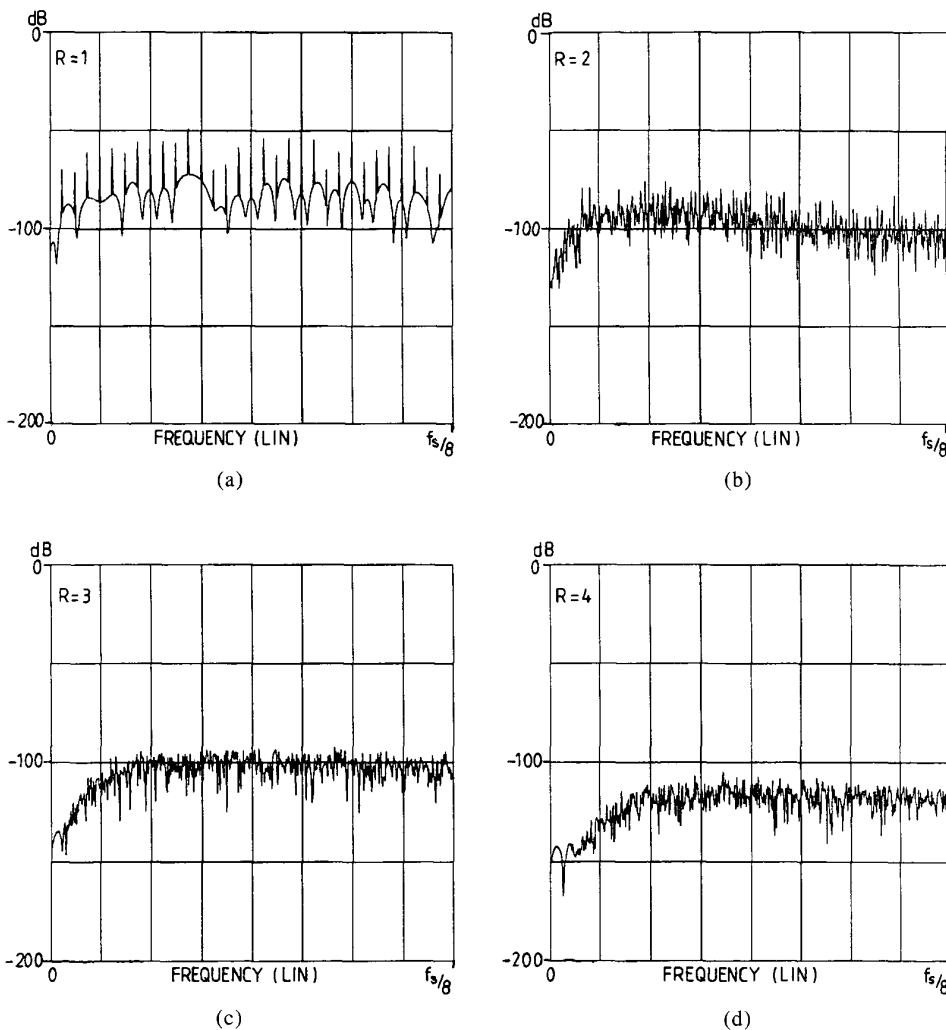 dB
0
R=1
-100
-200
0
FREQUENCY (LIN)
fs/8
(a)
dB
0
R=2
-100
-200
0
FREQUENCY (LIN)
fs/8
(b)
dB
0
R=3
-100
-200
0
FREQUENCY (LIN)
fs/8
(c)
dB
0
R=4
-100
-200
0
FREQUENCY (LIN)
fs/8
(d)